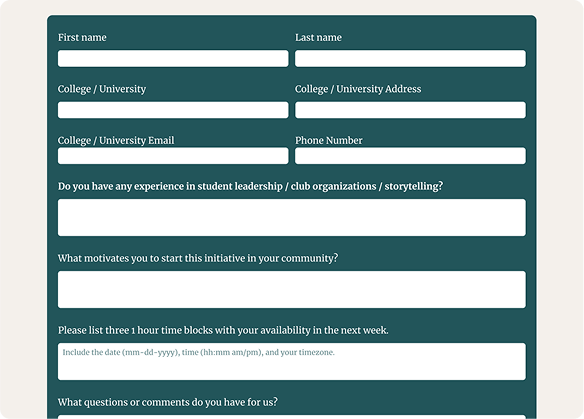 First name
Last name
College / University
College / University Address
College / University Email
Phone Number
Do you have any experience in student leadership / club organizations / storytelling?
What motivates you to start this initiative in your community?
Please list three 1 hour time blocks with your availability in the next week.
Include the date (mm-dd-yyyy), time (hh:mm am/pm), and your timezone.
What questions or comments do you have for us?